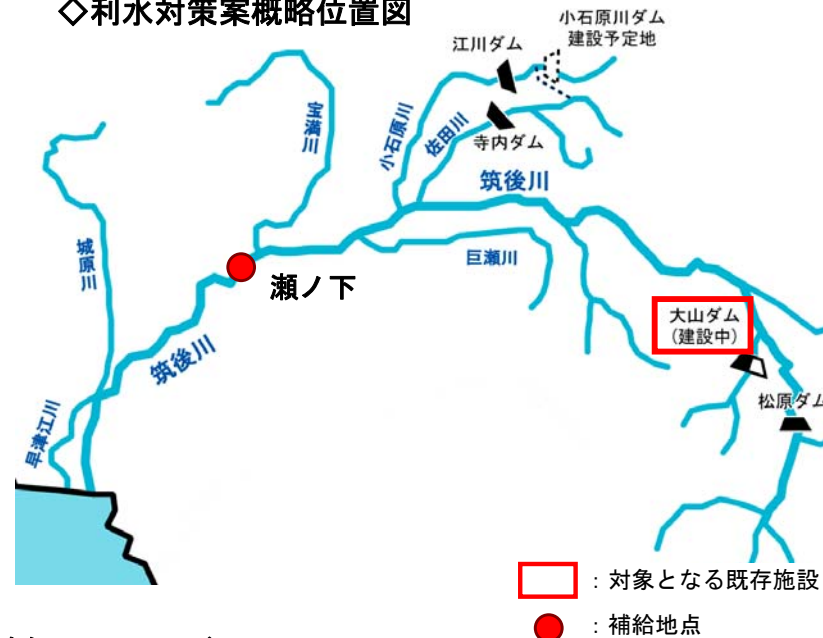 ◇利水対策案概略位置図
小石原川ダム
建設予定地
江川ダム
宝満川
小石原川
佐田川
寺内ダム
筑後川
城原川
巨瀬川
瀬ノ下
大山ダム
（建設中）
筑後川
松原ダム
早津江川
：対象となる既存施設
：補給地点